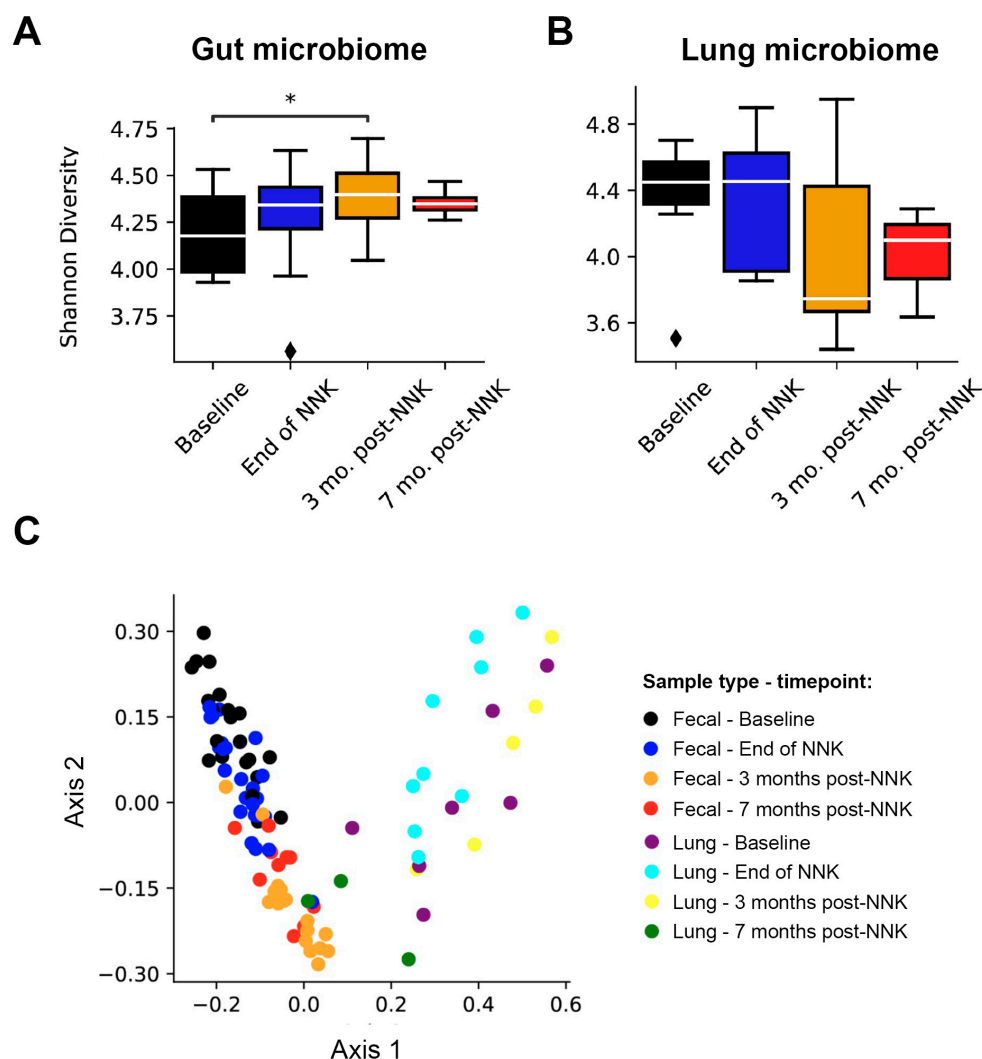 A
Gut microbiome
*
Shannon Diversity
4.75
4.50
4.25
4.00
3.75
Baseline
End of NNK
3 mo. post-NNK
7 mo. post-NNK
B
Lung microbiome
4.8
4.4
4.0
3.6
Baseline
End of NNK
3 mo. post-NNK
7 mo. post-NNK
C
Axis 2
0.30
0.15
0.00
−0.15
−0.30
−0.2
0.0
0.2
0.4
0.6
Axis 1
Sample type - timepoint:
Fecal - Baseline
Fecal - End of NNK
Fecal - 3 months post-NNK
Fecal - 7 months post-NNK
Lung - Baseline
Lung - End of NNK
Lung - 3 months post-NNK
Lung - 7 months post-NNK